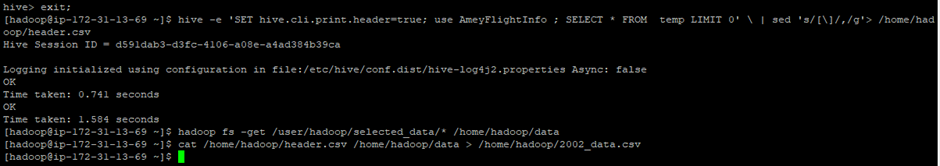 hive> exit;
[hadoop@ip-172-31-13-69 ~]$ hive -e 'SET hive.cli.print.header=true; use AmeyFlightInfo ; SELECT * FROM  temp LIMIT 0' \ | sed 's/[\]/,/g'> /home/had
oop/header.csv
Hive Session ID = d591dab3-d3fc-4106-a08e-a4ad384b39ca
Logging initialized using configuration in file:/etc/hive/conf.dist/hive-log4j2.properties Async: false
OK
Time taken: 0.741 seconds
OK
Time taken: 1.584 seconds
[hadoop@ip-172-31-13-69 ~]$ hadoop fs -get /user/hadoop/selected_data/* /home/hadoop/data
[hadoop@ip-172-31-13-69 ~]$ cat /home/hadoop/header.csv /home/hadoop/data > /home/hadoop/2002_data.csv
[hadoop@ip-172-31-13-69 ~]$